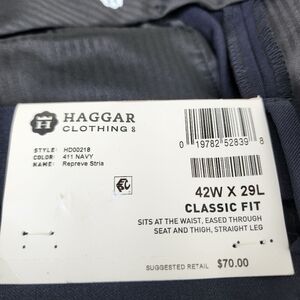 HAGGAR
CLOTHING 8
STYLE: HD00218
COLOR: 411 NAVY
NAME: Repreve Stria
0 19782 52839 8
42W X 29L
CLASSIC FIT
SITS AT THE WAIST, EASED THROUGH
SEAT AND THIGH, STRAIGHT LEG
SUGGESTED RETAIL $70.00